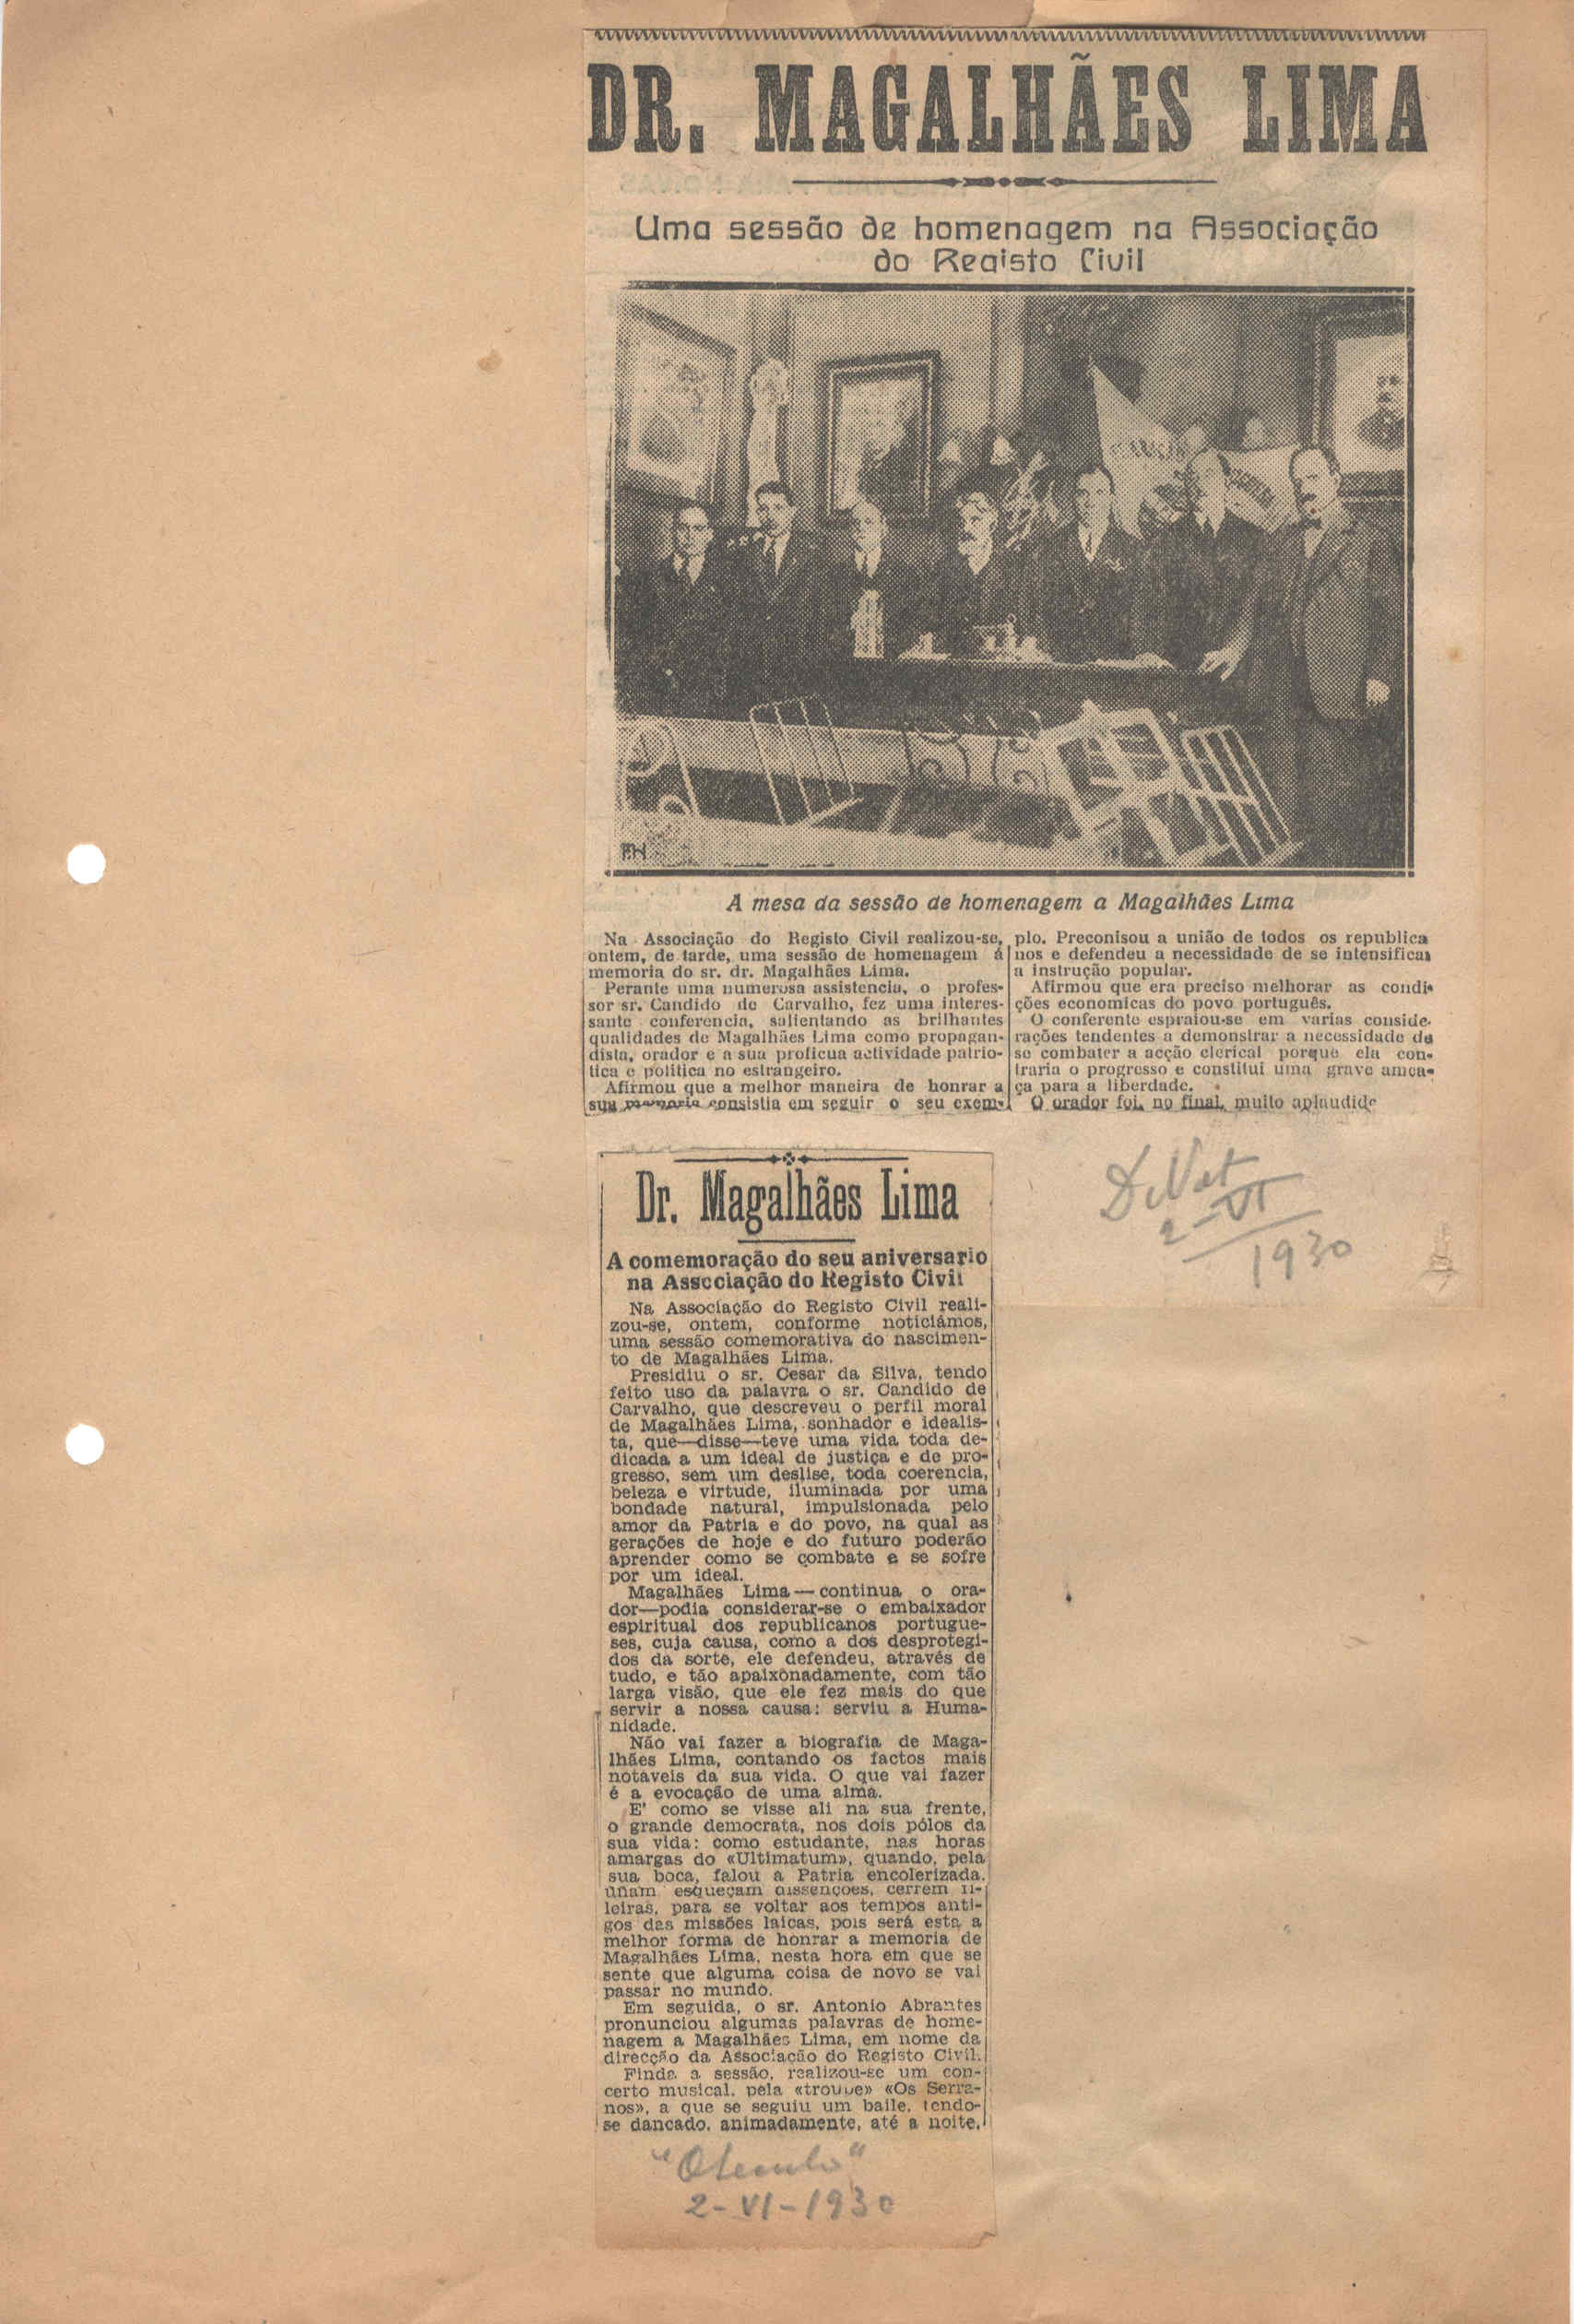 DR. MAGALHÃES LIMA
Uma sessão de homenagem na Associação
do Registo Civil
A mesa da sessão de homenagem a Magalhães Lima
Na Associação do Registo Civil realizou-se,
ontem, de tarde, uma sessão de homenagem á
memoria do sr. dr. Magalhães Lima.
Perante uma numerosa assistencia, o profes-
sor sr. Candido de Carvalho, fez uma interes-
sante conferencia, salientando as brilhantes
qualidades de Magalhães Lima como propagan-
dista, orador e a sua proficua actividade patrio-
tica e politica no estrangeiro.
Afirmou que a melhor maneira de honrar a
sua memoria consistia em seguir o seu exem-
plo. Preconisou a união de todos os republica
nos e defendeu a necessidade de se intensificar
a instrução popular.
Afirmou que era preciso melhorar as condi-
ções economicas do povo português.
O conferente espraiou-se em varias conside-
rações tendentes a demonstrar a necessidade de
se combater a acção clerical porque ela con-
traria o progresso e constitui uma grave amea-
ça para a liberdade.
O orador foi, no final, muito aplaudido
2-VI
1930
Dr. Magalhães Lima
A comemoração do seu aniversario
na Associação do Registo Civil
Na Associação do Registo Civil reali-
zou-se, ontem, conforme noticiámos,
uma sessão comemorativa do nascimen-
to de Magalhães Lima.
Presidiu o sr. Cesar da Silva, tendo
feito uso da palavra o sr. Candido de
Carvalho, que descreveu o perfil moral
de Magalhães Lima, sonhador e idealis-
ta, que—disse—teve uma vida toda de-
dicada a um ideal de justiça e de pro-
gresso, sem um deslise, toda coerencia,
beleza e virtude, iluminada por uma
bondade natural, impulsionada pelo
amor da Patria e do povo, na qual as
gerações de hoje e do futuro poderão
aprender como se combate e se sofre
por um ideal.
Magalhães Lima—continua o ora-
dor—podia considerar-se o embaixador
espiritual dos republicanos portugue-
ses, cuja causa, como a dos desprotegi-
dos da sorte, ele defendeu, através de
tudo, e tão apaixonadamente, com tão
larga visão, que ele fez mais do que
servir a nossa causa: serviu a Huma-
nidade.
Não vai fazer a biografia de Maga-
lhães Lima, contando os factos mais
notaveis da sua vida. O que vai fazer
é a evocação de uma alma.
E' como se visse ali na sua frente,
o grande democrata, nos dois pólos da
sua vida: como estudante, nas horas
amargas do «Ultimatum», quando, pela
sua boca, falou a Patria encolerizada.
unam, esqueçam dissenções, cerrem fi-
leiras, para se voltar aos tempos anti-
gos das missões laicas, pois será esta a
melhor forma de honrar a memoria de
Magalhães Lima, nesta hora em que se
sente que alguma coisa de novo se vai
passar no mundo.
Em seguida, o sr. Antonio Abrantes
pronunciou algumas palavras de home-
nagem a Magalhães Lima, em nome da
direcção da Associação do Registo Civil.
Finda a sessão, realizou-se um con-
certo musical, pela «troupe» «Os Serra-
nos», a que se seguiu um baile, tendo-
se dançado, animadamente, até á noite.
"O Seculo"
2-VI-1930